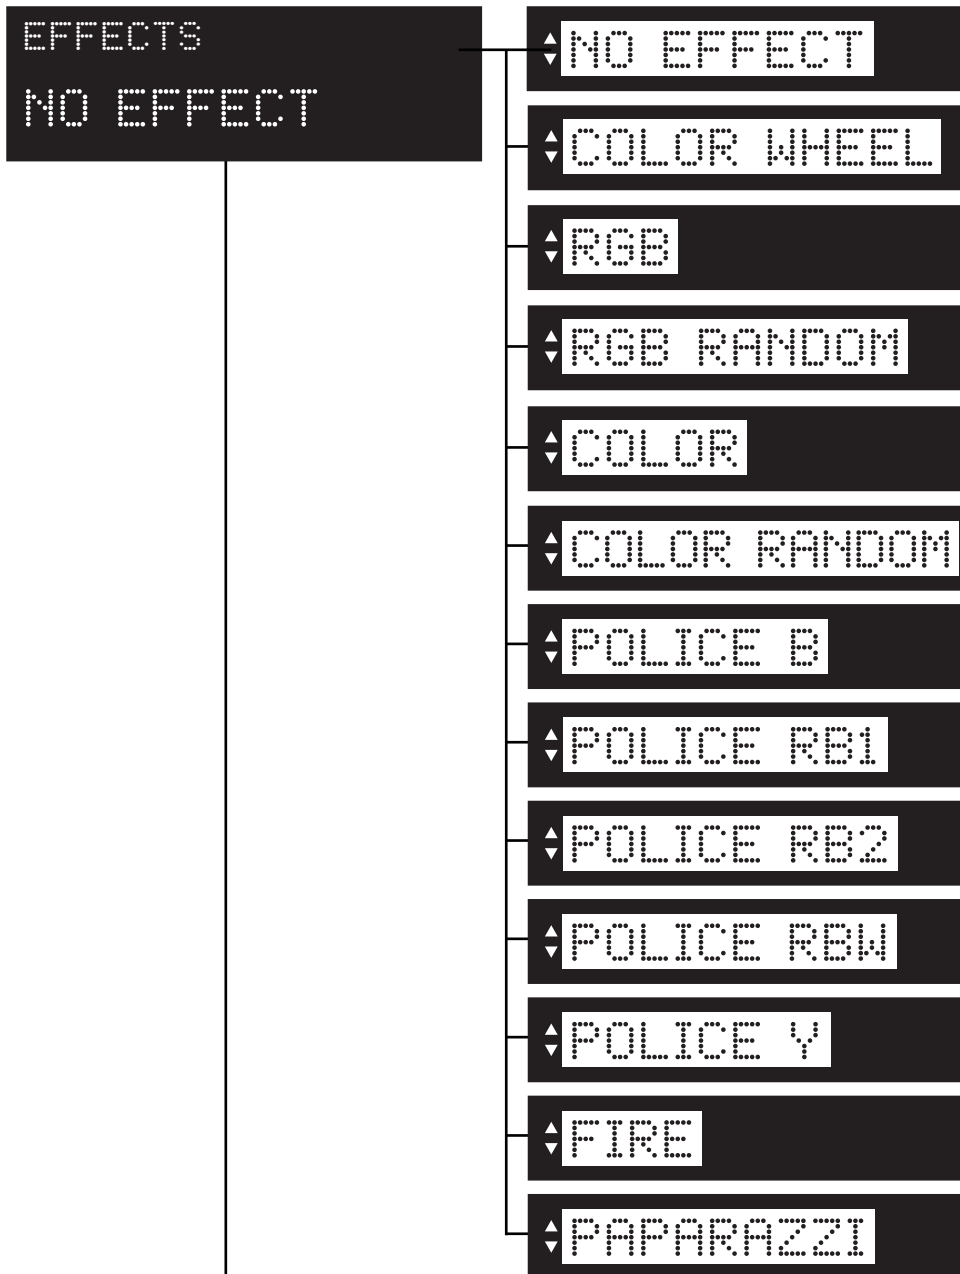 EFFECTS
NO EFFECT
NO EFFECT
COLOR WHEEL
RGB
RGB RANDOM
COLOR
COLOR RANDOM
POLICE B
POLICE RB1
POLICE RB2
POLICE RBW
POLICE Y
FIRE
PAPARAZZI